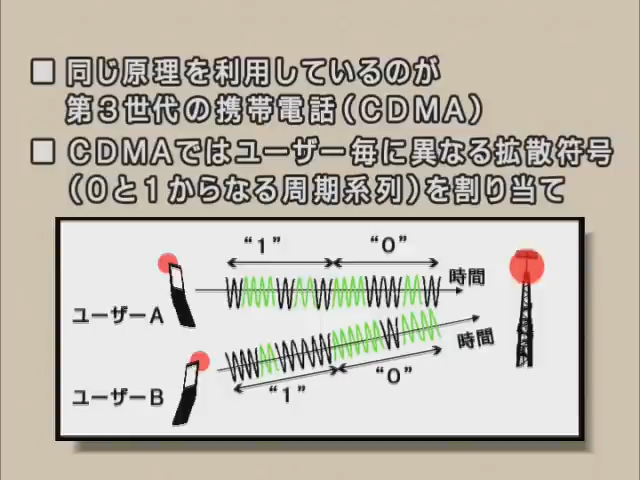 ■ 同じ原理を利用しているのが
第3世代の携帯電話(CDMA)
■ CDMAではユーザー毎に異なる拡散符号
(0と1からなる周期系列)を割り当て
“1” “0”
時間
ユーザーA
時間
“1” “0”
ユーザーB